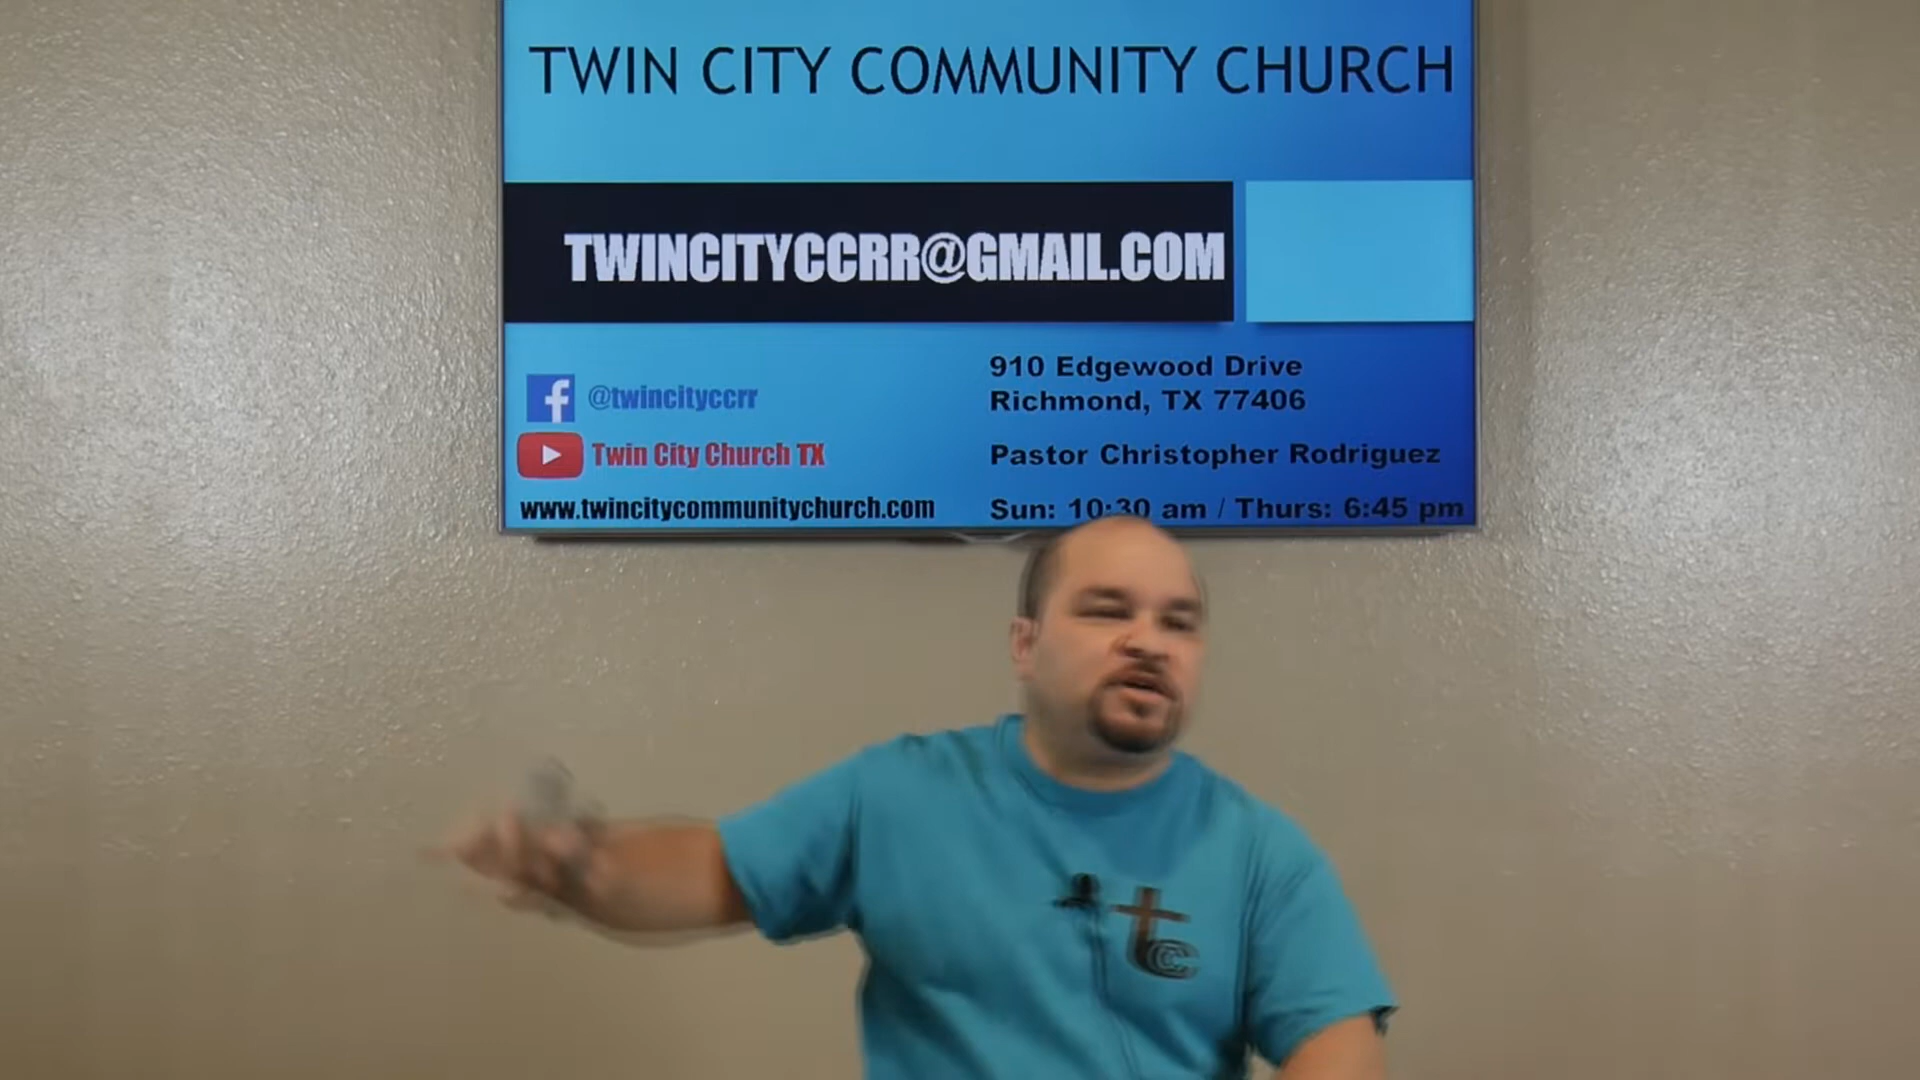 TWIN CITY COMMUNITY CHURCH
TWINCITYCCRR@GMAIL.COM
f @twincityccrr
Twin City Church TX
www.twincitycommunitychurch.com
910 Edgewood Drive
Richmond, TX 77406
Pastor Christopher Rodriguez
Sun: 10:30 am / Thurs: 6:45 pm
tccc